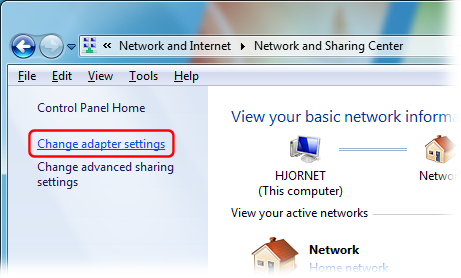 « Network and Internet ▸ Network and Sharing Center
File Edit View Tools Help
Control Panel Home
Change adapter settings
Change advanced sharing
settings
View your basic network informa
HJORNET
(This computer)
Netwo
View your active networks
Network
Home network